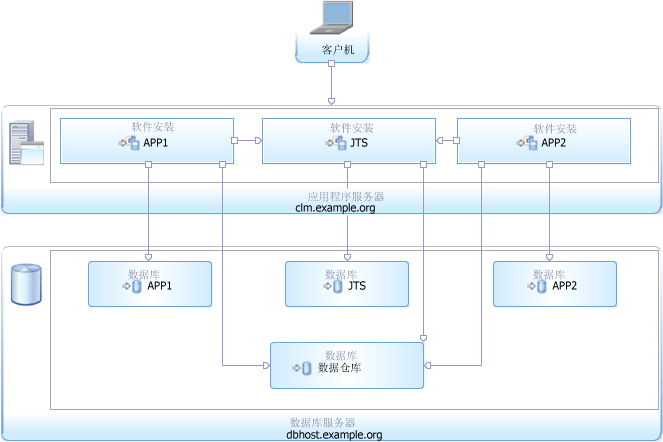 客户机
软件安装
APP1
软件安装
JTS
软件安装
APP2
应用程序服务器
clm.example.org
数据库
APP1
数据库
JTS
数据库
APP2
数据库
数据仓库
数据库服务器
dbhost.example.org